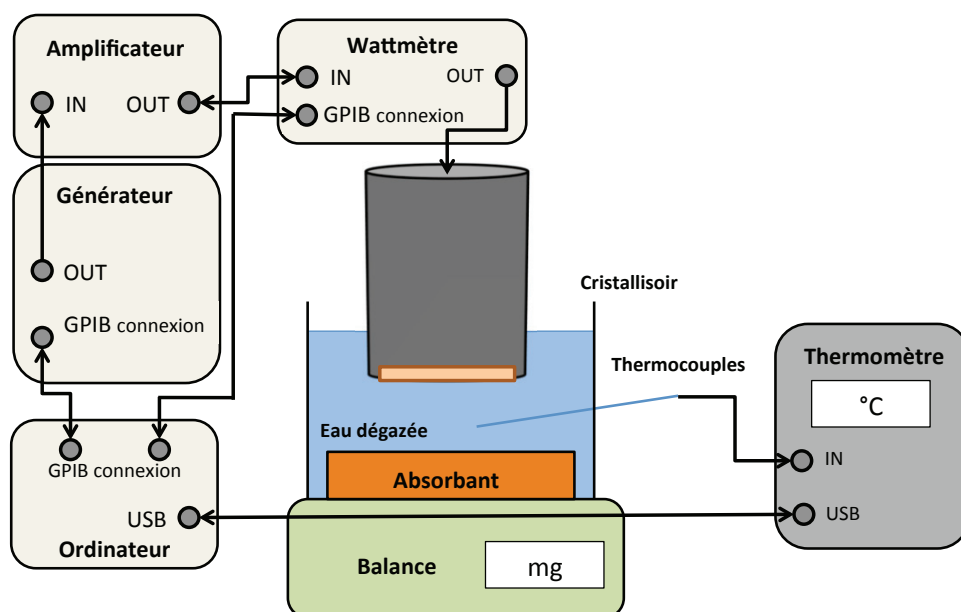 Amplificateur
IN
OUT
Wattmètre
IN
OUT
GPIB connexion
Générateur
OUT
GPIB connexion
Cristallisoir
Thermocouples
Thermomètre
°C
IN
USB
Eau dégazée
Absorbant
GPIB connexion
USB
Ordinateur
Balance
mg